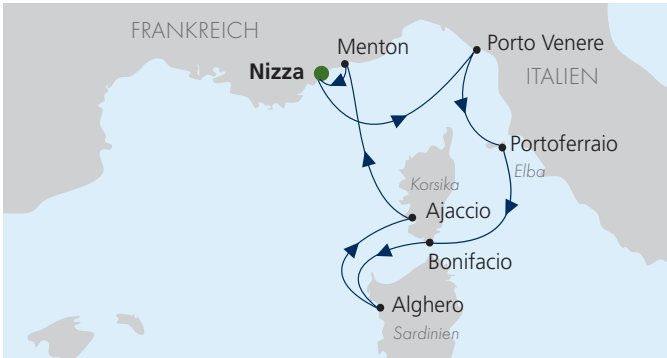 FRANKREICH
Menton
Nizza
Porto Venere
ITALIEN
Portoferraio
Elba
Korsika
Ajaccio
Bonifacio
Alghero
Sardinien